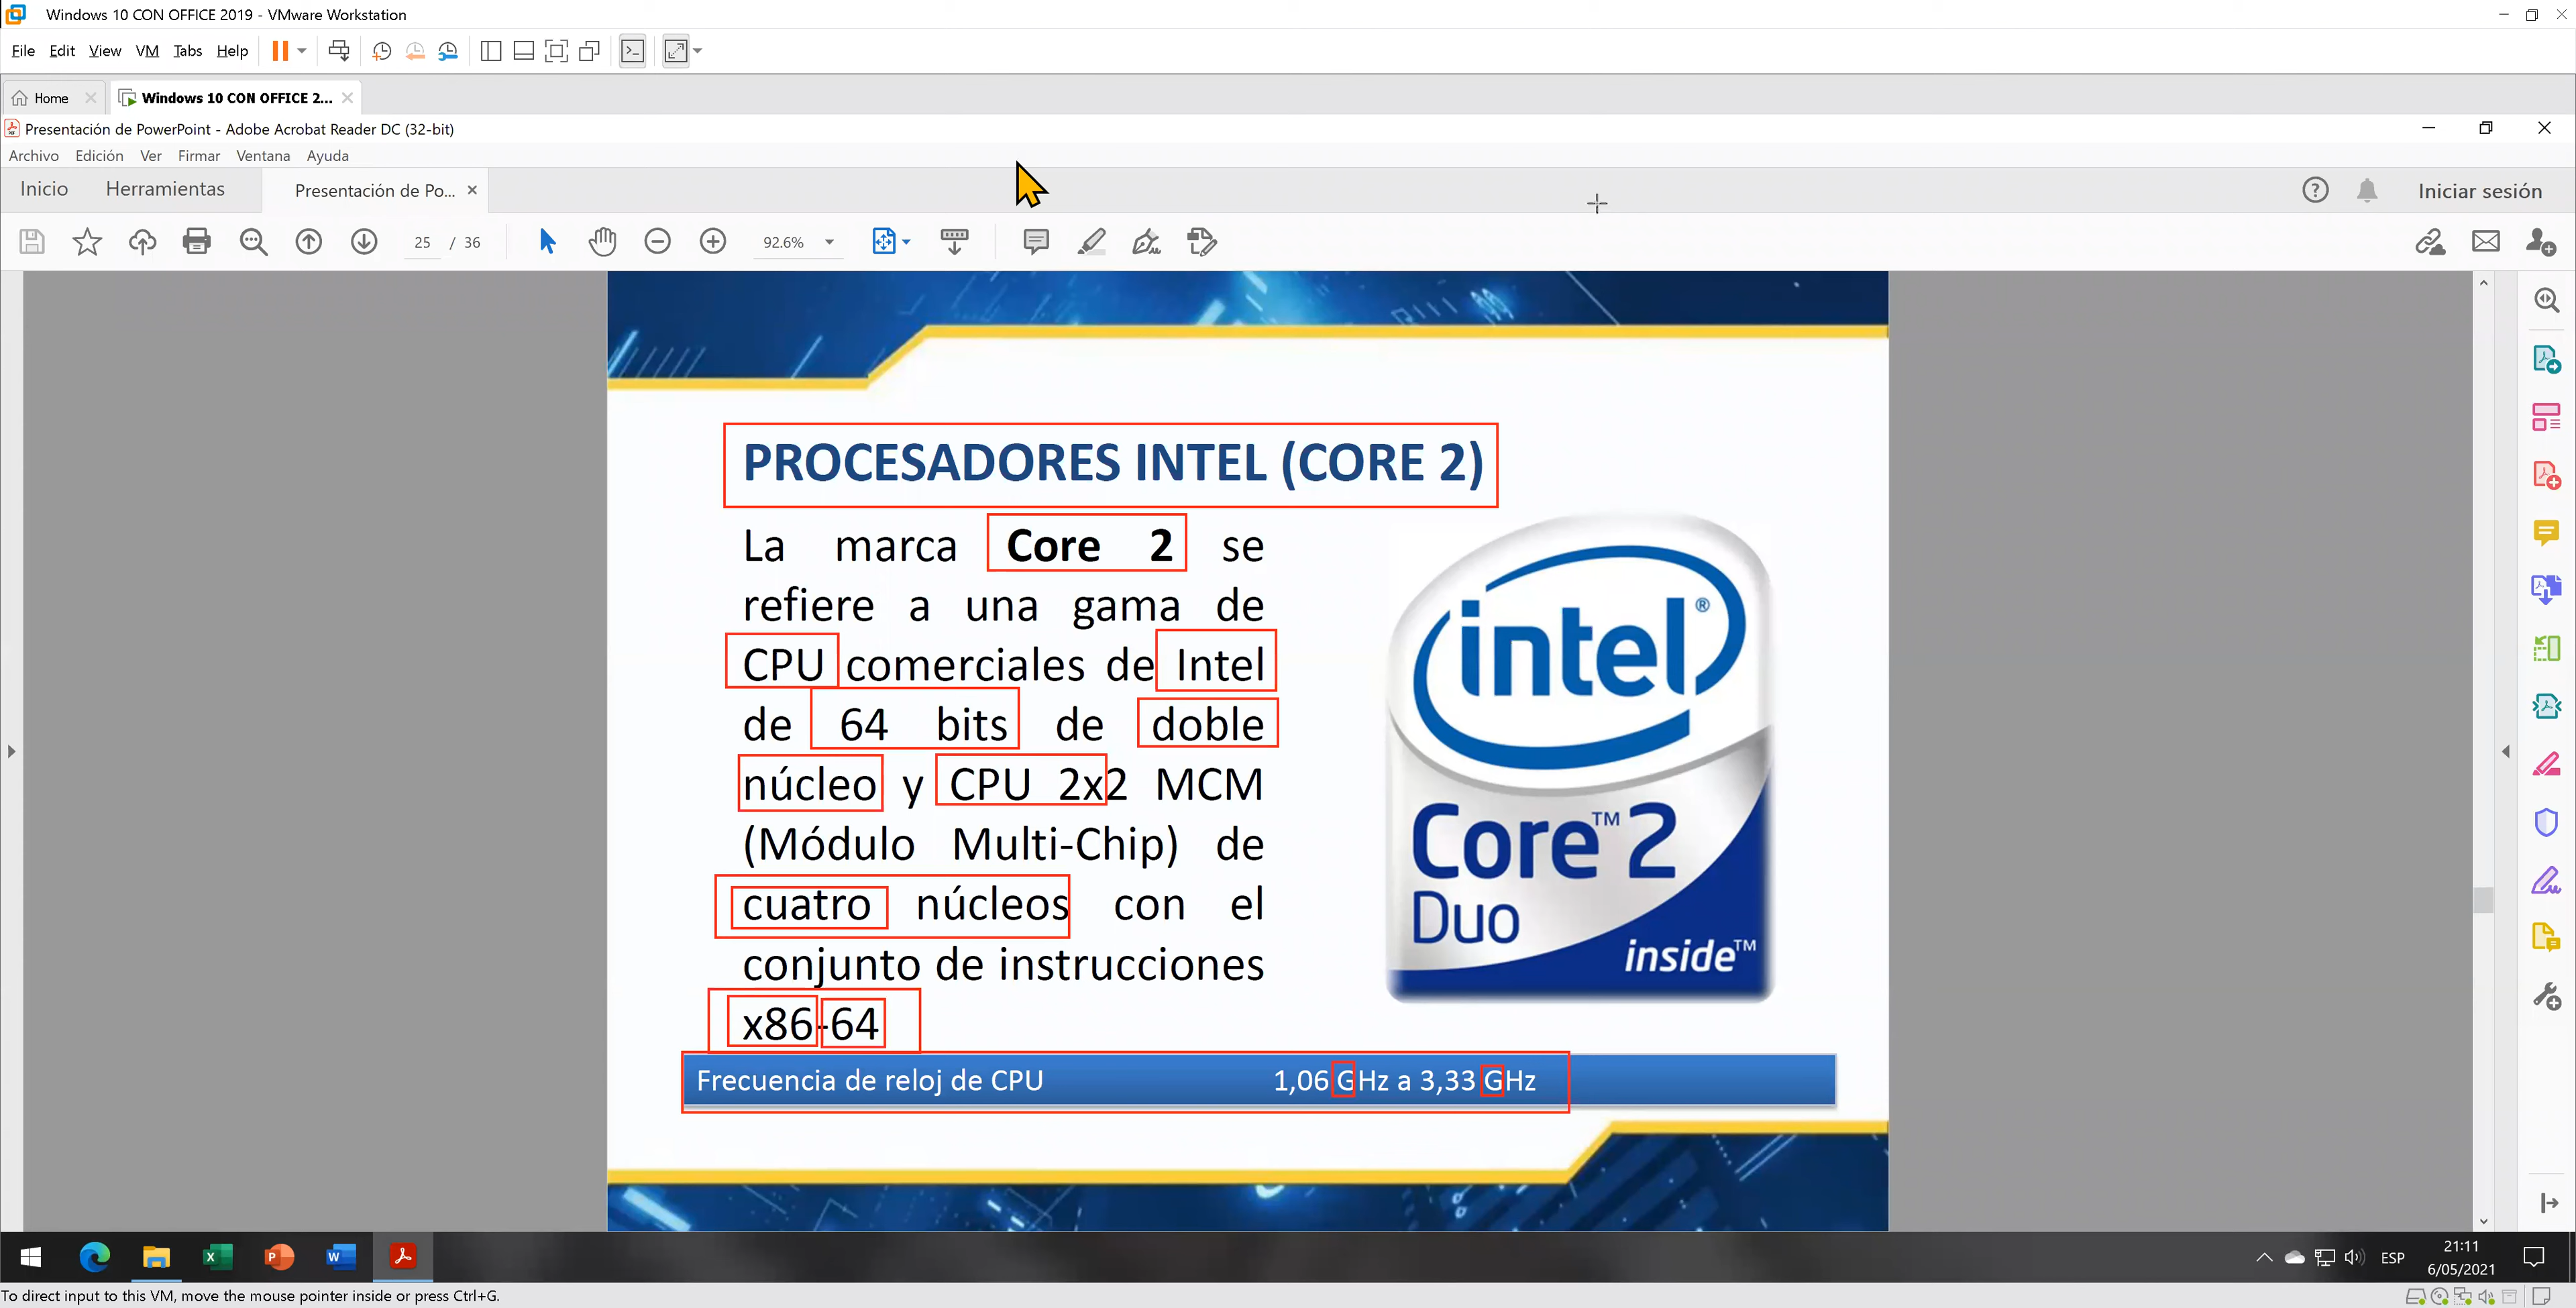 Windows 10 CON OFFICE 2019 - VMware Workstation
File Edit View VM Tabs Help
Home Windows 10 CON OFFICE 2...
Presentación de PowerPoint - Adobe Acrobat Reader DC (32-bit)
Archivo Edición Ver Firmar Ventana Ayuda
Inicio Herramientas Presentación de Po... Iniciar sesión
25 / 36 92.6%
PROCESADORES INTEL (CORE 2)
La marca Core 2 se
refiere a una gama de
CPU comerciales de Intel
de 64 bits de doble
núcleo y CPU 2x2 MCM
(Módulo Multi-Chip) de
cuatro núcleos con el
conjunto de instrucciones
x86-64
intel®
Core™ 2
Duo
inside™
Frecuencia de reloj de CPU 1,06 GHz a 3,33 GHz
ESP 21:11
6/05/2021
To direct input to this VM, move the mouse pointer inside or press Ctrl+G.